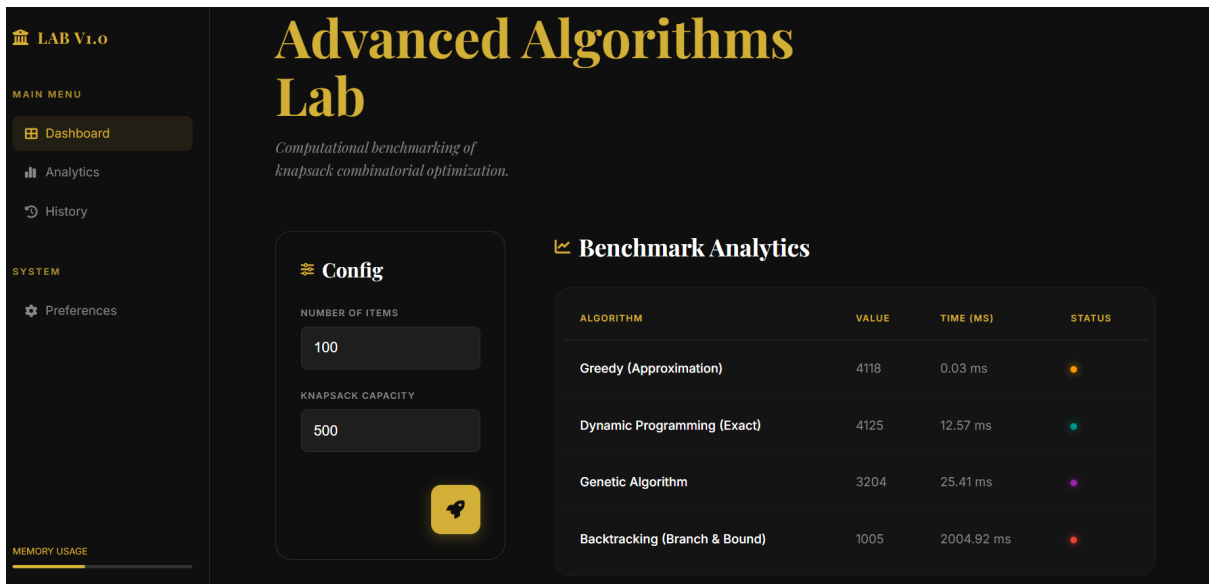 LAB V1.0
MAIN MENU
Dashboard
Analytics
History
SYSTEM
Preferences
MEMORY USAGE
Advanced Algorithms
Lab
Computational benchmarking of
knapsack combinatorial optimization.
Config
NUMBER OF ITEMS
100
KNAPSACK CAPACITY
500
Benchmark Analytics
ALGORITHM VALUE TIME (MS) STATUS
Greedy (Approximation) 4118 0.03 ms
Dynamic Programming (Exact) 4125 12.57 ms
Genetic Algorithm 3204 25.41 ms
Backtracking (Branch & Bound) 1005 2004.92 ms